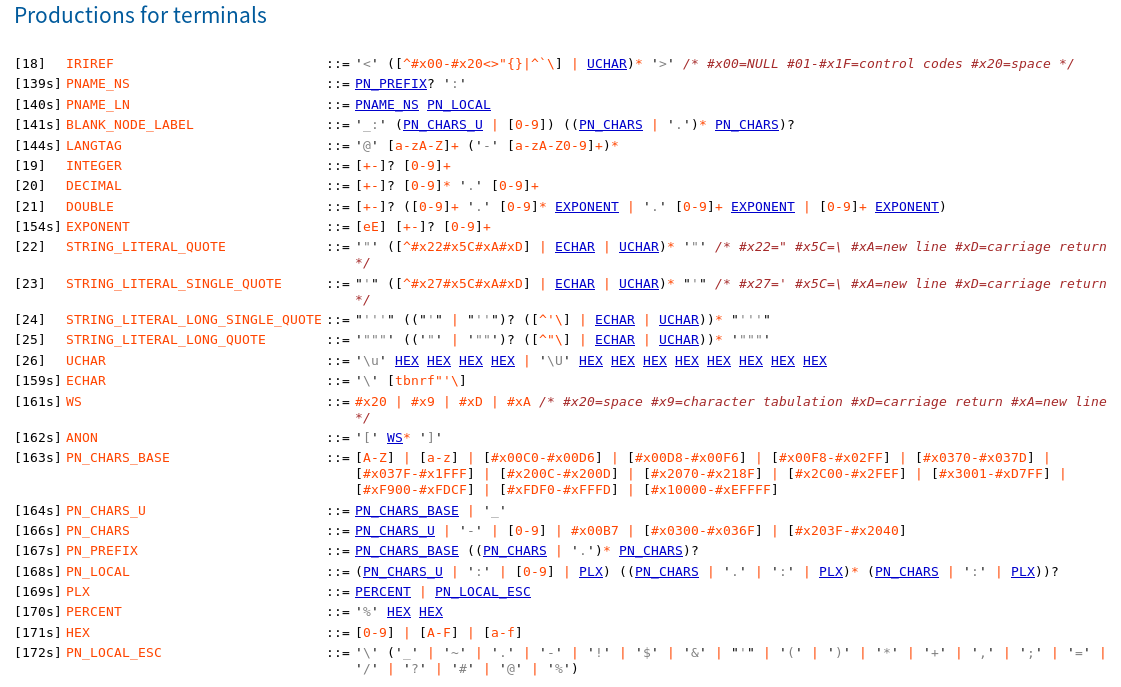 Productions for terminals
[18] IRIREF ::= '<' ([^#x00-#x20<>"{}|^`\] | UCHAR)* '>' /* #x00=NULL #01-#x1F=control codes #x20=space */
[139s] PNAME_NS ::= PN_PREFIX? ':'
[140s] PNAME_LN ::= PNAME_NS PN_LOCAL
[141s] BLANK_NODE_LABEL ::= '_:' (PN_CHARS_U | [0-9]) ((PN_CHARS | '.')* PN_CHARS)?
[144s] LANGTAG ::= '@' [a-zA-Z]+ ('-' [a-zA-Z0-9]+)*
[19] INTEGER ::= [+-]? [0-9]+
[20] DECIMAL ::= [+-]? [0-9]* '.' [0-9]+
[21] DOUBLE ::= [+-]? ([0-9]+ '.' [0-9]* EXPONENT | '.' [0-9]+ EXPONENT | [0-9]+ EXPONENT)
[154s] EXPONENT ::= [eE] [+-]? [0-9]+
[22] STRING_LITERAL_QUOTE ::= '"' ([^#x22#x5C#xA#xD] | ECHAR | UCHAR)* '"' /* #x22=" #x5C=\ #xA=new line #xD=carriage return
*/
[23] STRING_LITERAL_SINGLE_QUOTE ::= "'" ([^#x27#x5C#xA#xD] | ECHAR | UCHAR)* "'" /* #x27=' #x5C=\ #xA=new line #xD=carriage return
*/
[24] STRING_LITERAL_LONG_SINGLE_QUOTE ::= "'''" (("'" | "''")? ([^'\] | ECHAR | UCHAR))* "'''"
[25] STRING_LITERAL_LONG_QUOTE ::= '"""' (('"' | '""')? ([^"\] | ECHAR | UCHAR))* '"""'
[26] UCHAR ::= '\u' HEX HEX HEX HEX | '\U' HEX HEX HEX HEX HEX HEX HEX HEX
[159s] ECHAR ::= '\' [tbnrf"'\]
[161s] WS ::= #x20 | #x9 | #xD | #xA /* #x20=space #x9=character tabulation #xD=carriage return #xA=new line
*/
[162s] ANON ::= '[' WS* ']'
[163s] PN_CHARS_BASE ::= [A-Z] | [a-z] | [#x00C0-#x00D6] | [#x00D8-#x00F6] | [#x00F8-#x02FF] | [#x0370-#x037D] |
[#x037F-#x1FFF] | [#x200C-#x200D] | [#x2070-#x218F] | [#x2C00-#x2FEF] | [#x3001-#xD7FF] |
[#xF900-#xFDCF] | [#xFDF0-#xFFFD] | [#x10000-#xEFFFF]
[164s] PN_CHARS_U ::= PN_CHARS_BASE | '_'
[166s] PN_CHARS ::= PN_CHARS_U | '-' | [0-9] | #x00B7 | [#x0300-#x036F] | [#x203F-#x2040]
[167s] PN_PREFIX ::= PN_CHARS_BASE ((PN_CHARS | '.')* PN_CHARS)?
[168s] PN_LOCAL ::= (PN_CHARS_U | ':' | [0-9] | PLX) ((PN_CHARS | '.' | ':' | PLX)* (PN_CHARS | ':' | PLX))?
[169s] PLX ::= PERCENT | PN_LOCAL_ESC
[170s] PERCENT ::= '%' HEX HEX
[171s] HEX ::= [0-9] | [A-F] | [a-f]
[172s] PN_LOCAL_ESC ::= '\' ('_' | '~' | '.' | '-' | '!' | '$' | '&' | "'" | '(' | ')' | '*' | '+' | ',' | ';' | '=' |
'/' | '?' | '#' | '@' | '%')